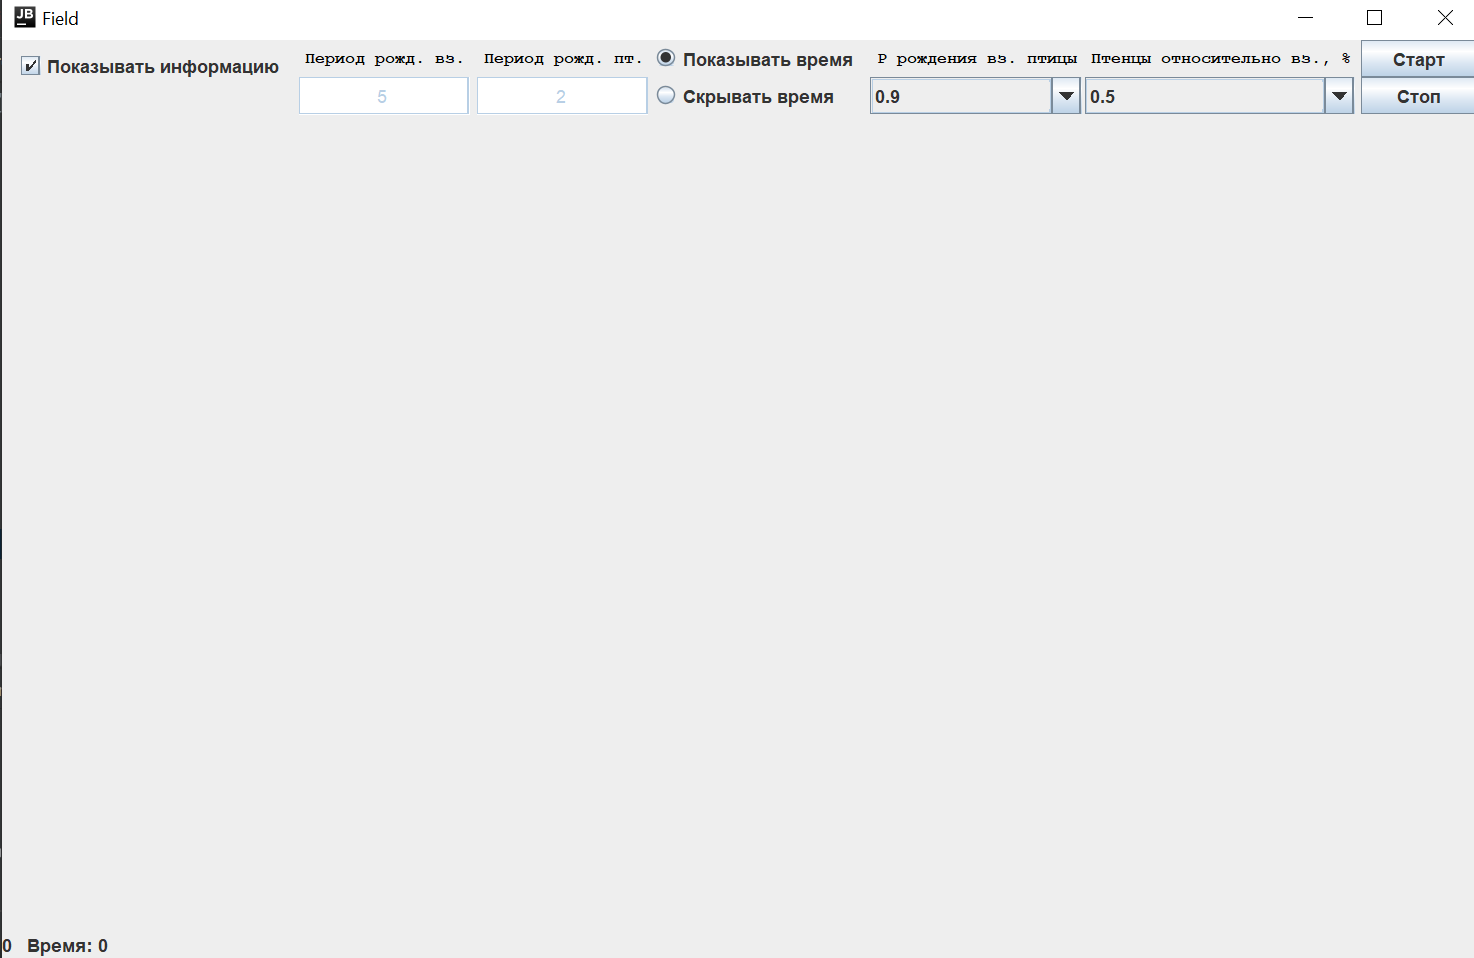 JB Field
Показывать информацию
Период рожд. вз.
5
Период рожд. пт.
2
Показывать время
Скрывать время
Р рождения вз. птицы
0.9
Птенцы относительно вз., %
0.5
Старт
Стоп
0 Время: 0